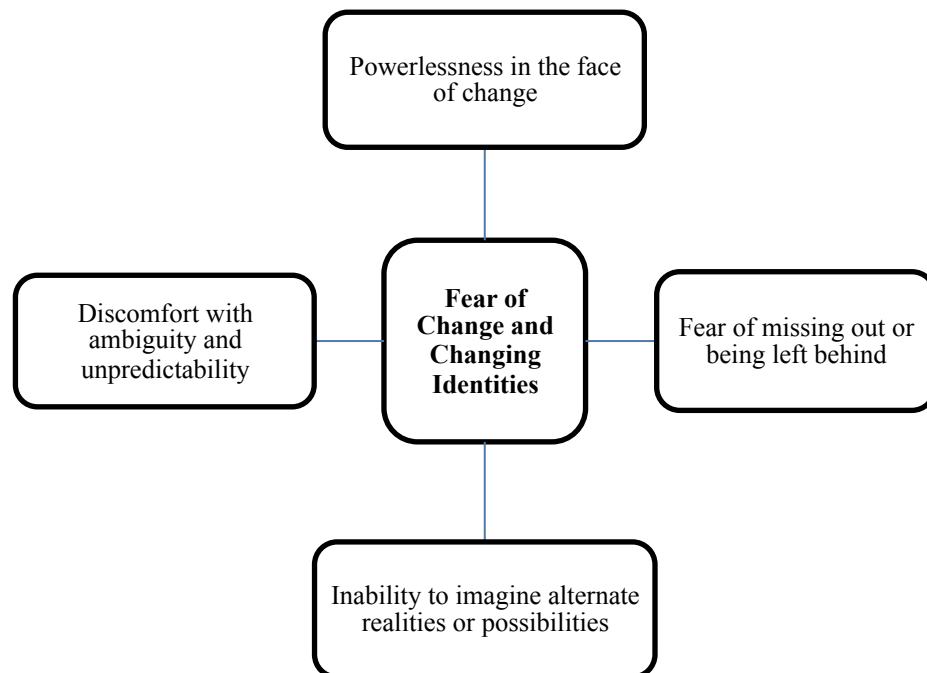 Powerlessness in the face
of change
Discomfort with
ambiguity and
unpredictability
Fear of
Change and
Changing
Identities
Fear of missing out or
being left behind
Inability to imagine alternate
realities or possibilities